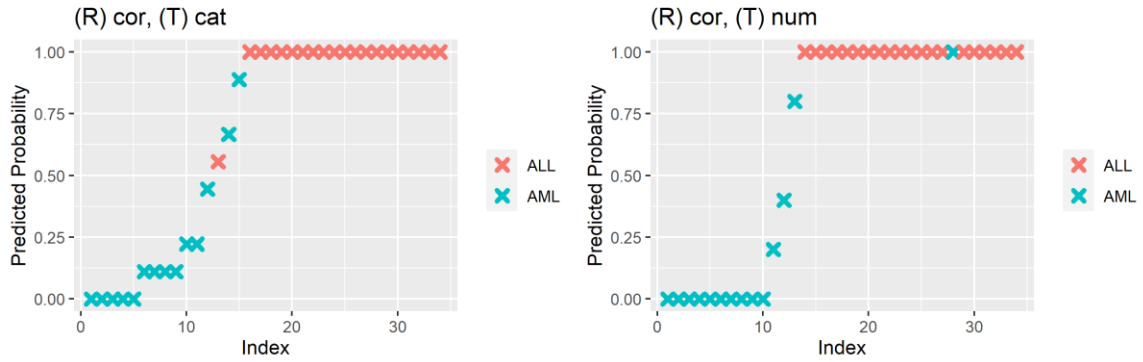 (R) cor, (T) cat
1.00
0.75
0.50
0.25
0.00
Predicted Probability
0 10 20 30
Index
ALL
AML
(R) cor, (T) num
1.00
0.75
0.50
0.25
0.00
Predicted Probability
0 10 20 30
Index
ALL
AML